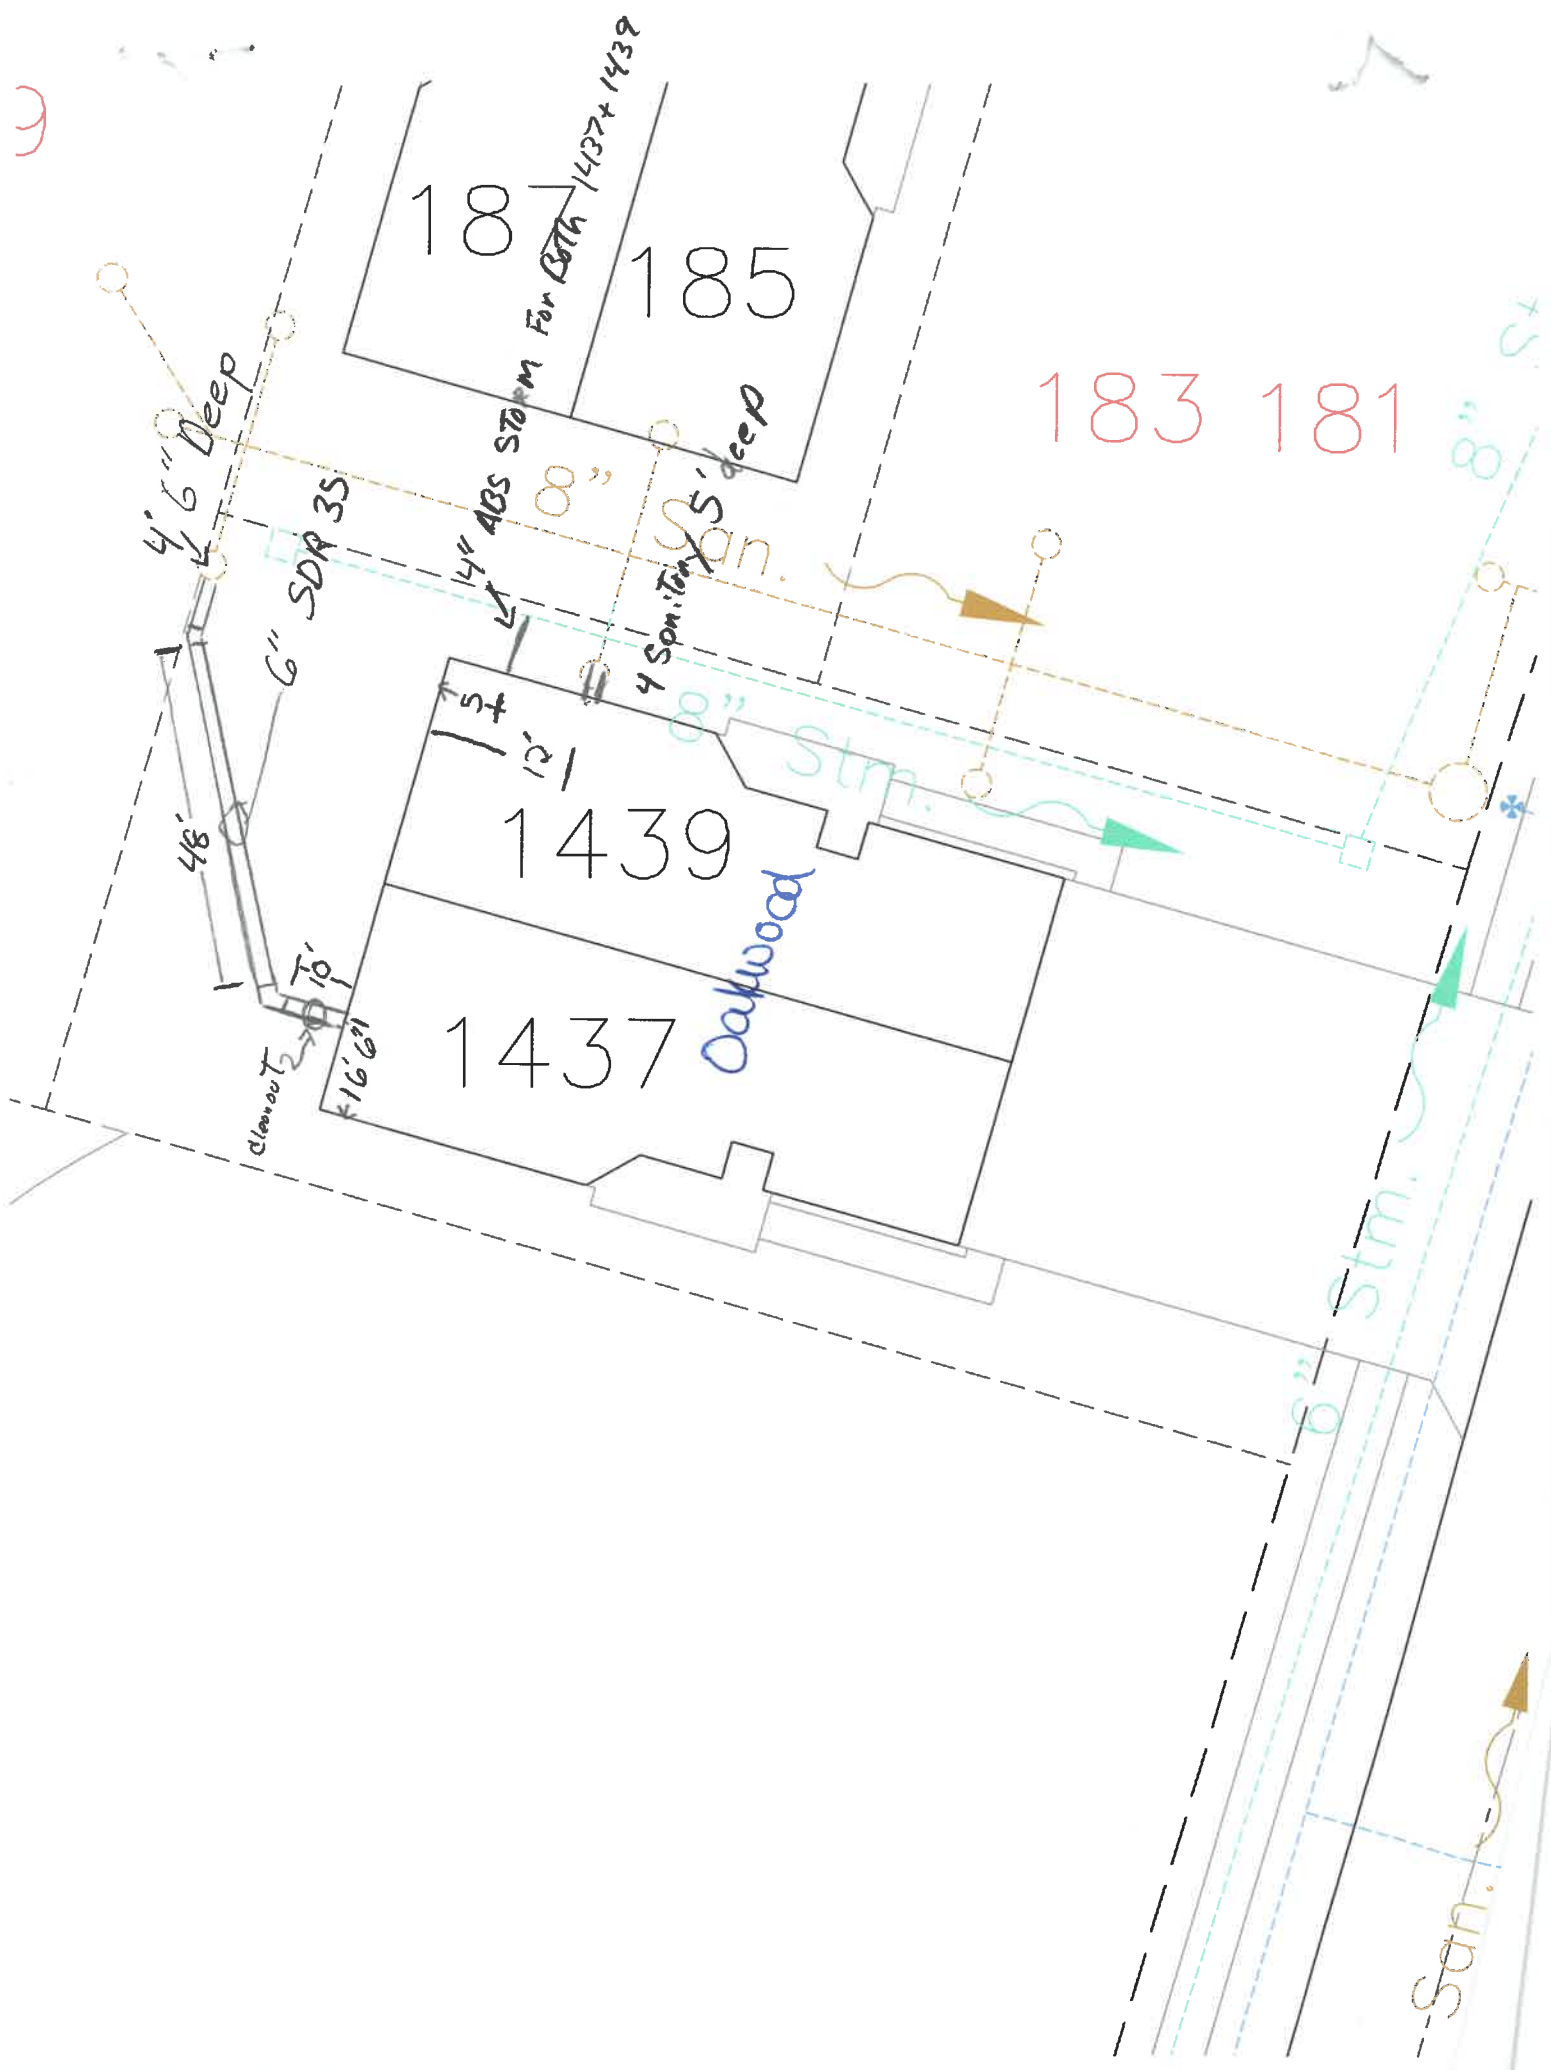 9
187
185
183 181
4" ABS STorm For Both 1437+ 1439
4' 6" Deep
6" SDR 35
8" San.
4 Sanitary 5' deep
8" Stm.
8" St
5'
12'
1439
1437
Oakwood
48'
10'
cleanout
16' 6"
6" Stm.
San.